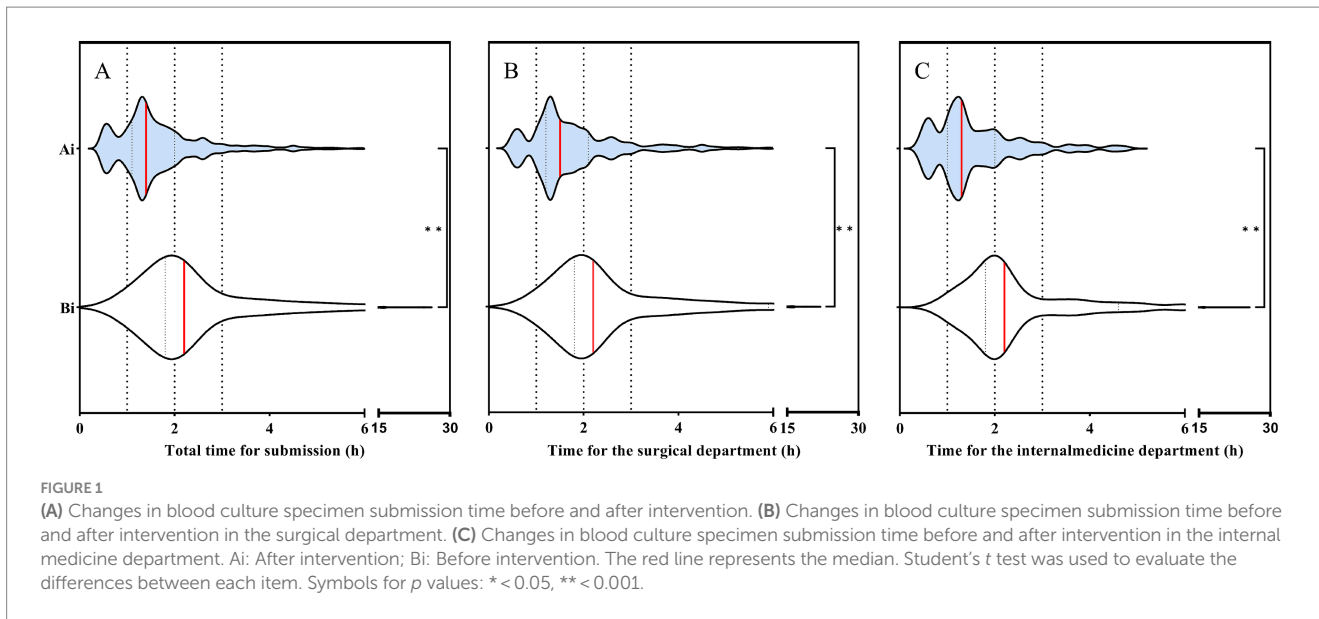 A
B
C
Ai
Bi
**
**
**
0 2 4 6 15 30
0 2 4 6 15 30
0 2 4 6 15 30
Total time for submission (h)
Time for the surgical department (h)
Time for the internalmedicine department (h)
FIGURE 1
(A) Changes in blood culture specimen submission time before and after intervention. (B) Changes in blood culture specimen submission time before
and after intervention in the surgical department. (C) Changes in blood culture specimen submission time before and after intervention in the internal
medicine department. Ai: After intervention; Bi: Before intervention. The red line represents the median. Student's t test was used to evaluate the
differences between each item. Symbols for p values: * < 0.05, ** < 0.001.